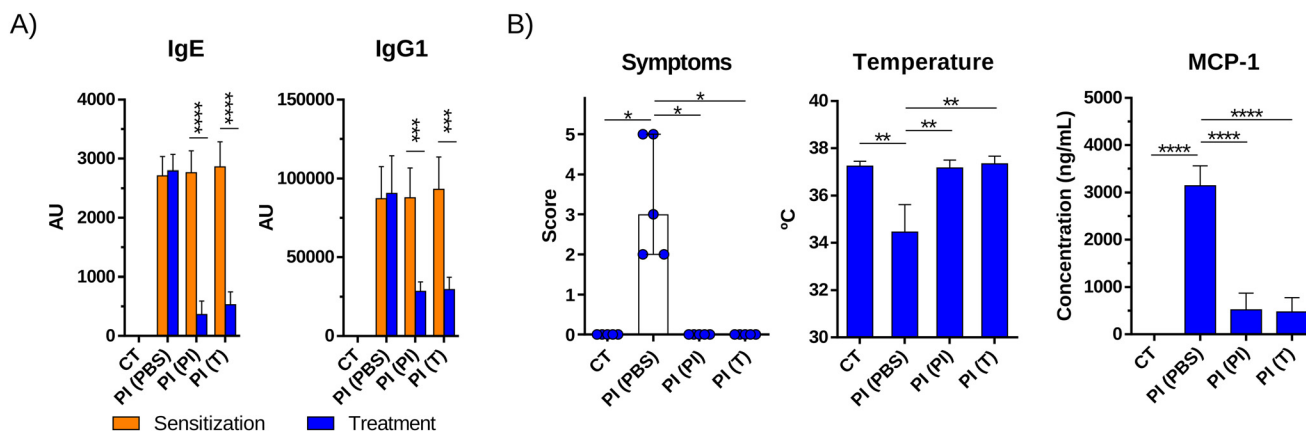 A)
B)
IgE
IgG1
Symptoms
Temperature
MCP-1
4000
3000
2000
1000
0
AU
****
****
CT
PI (PBS)
PI (PI)
PI (T)
150000
100000
50000
0
AU
***
***
CT
PI (PBS)
PI (PI)
PI (T)
Sensitization
Treatment
5
4
3
2
1
0
Score
*
*
*
CT
PI (PBS)
PI (PI)
PI (T)
40
38
36
34
32
30
ºC
**
**
**
CT
PI (PBS)
PI (PI)
PI (T)
5000
4000
3000
2000
1000
0
Concentration (ng/mL)
****
****
****
CT
PI (PBS)
PI (PI)
PI (T)